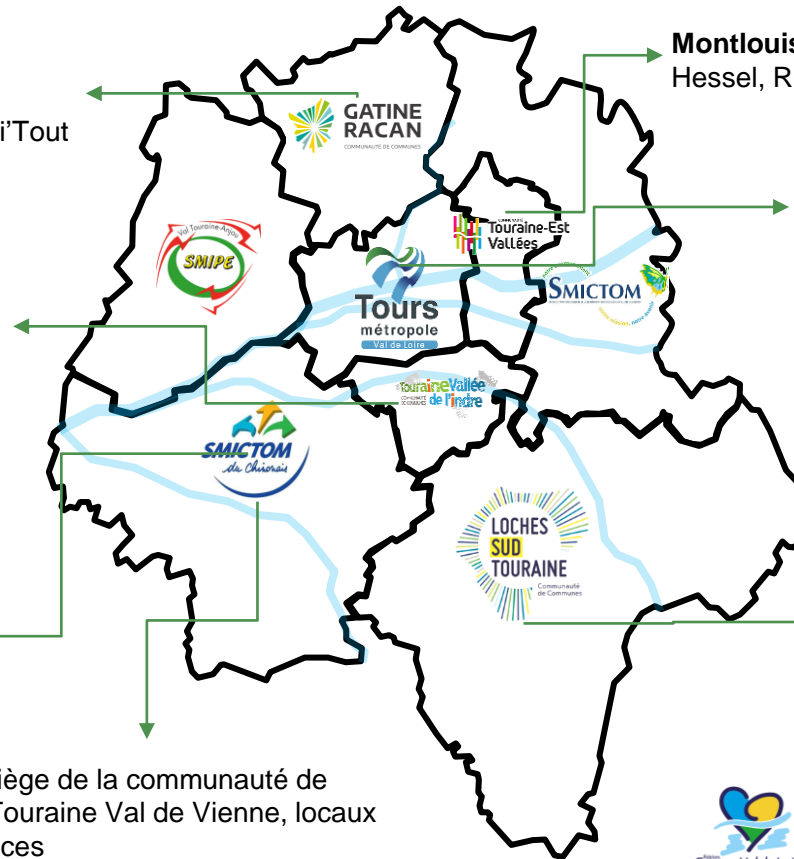 Montlouis
Hessel, R
i'Tout
GATINE
RACAN
COMMUNAUTÉ DE COMMUNES
Touraine-Est
Vallées
Val Touraine-Anjou
SMIPE
SMICTOM
Tours
métropole
Val de Loire
Touraine Vallée
de l'indre
SMICTOM
du Chinonais
LOCHES
SUD
TOURAINE
Communauté
de Communes
iège de la communauté de
Touraine Val de Vienne, locaux
ces